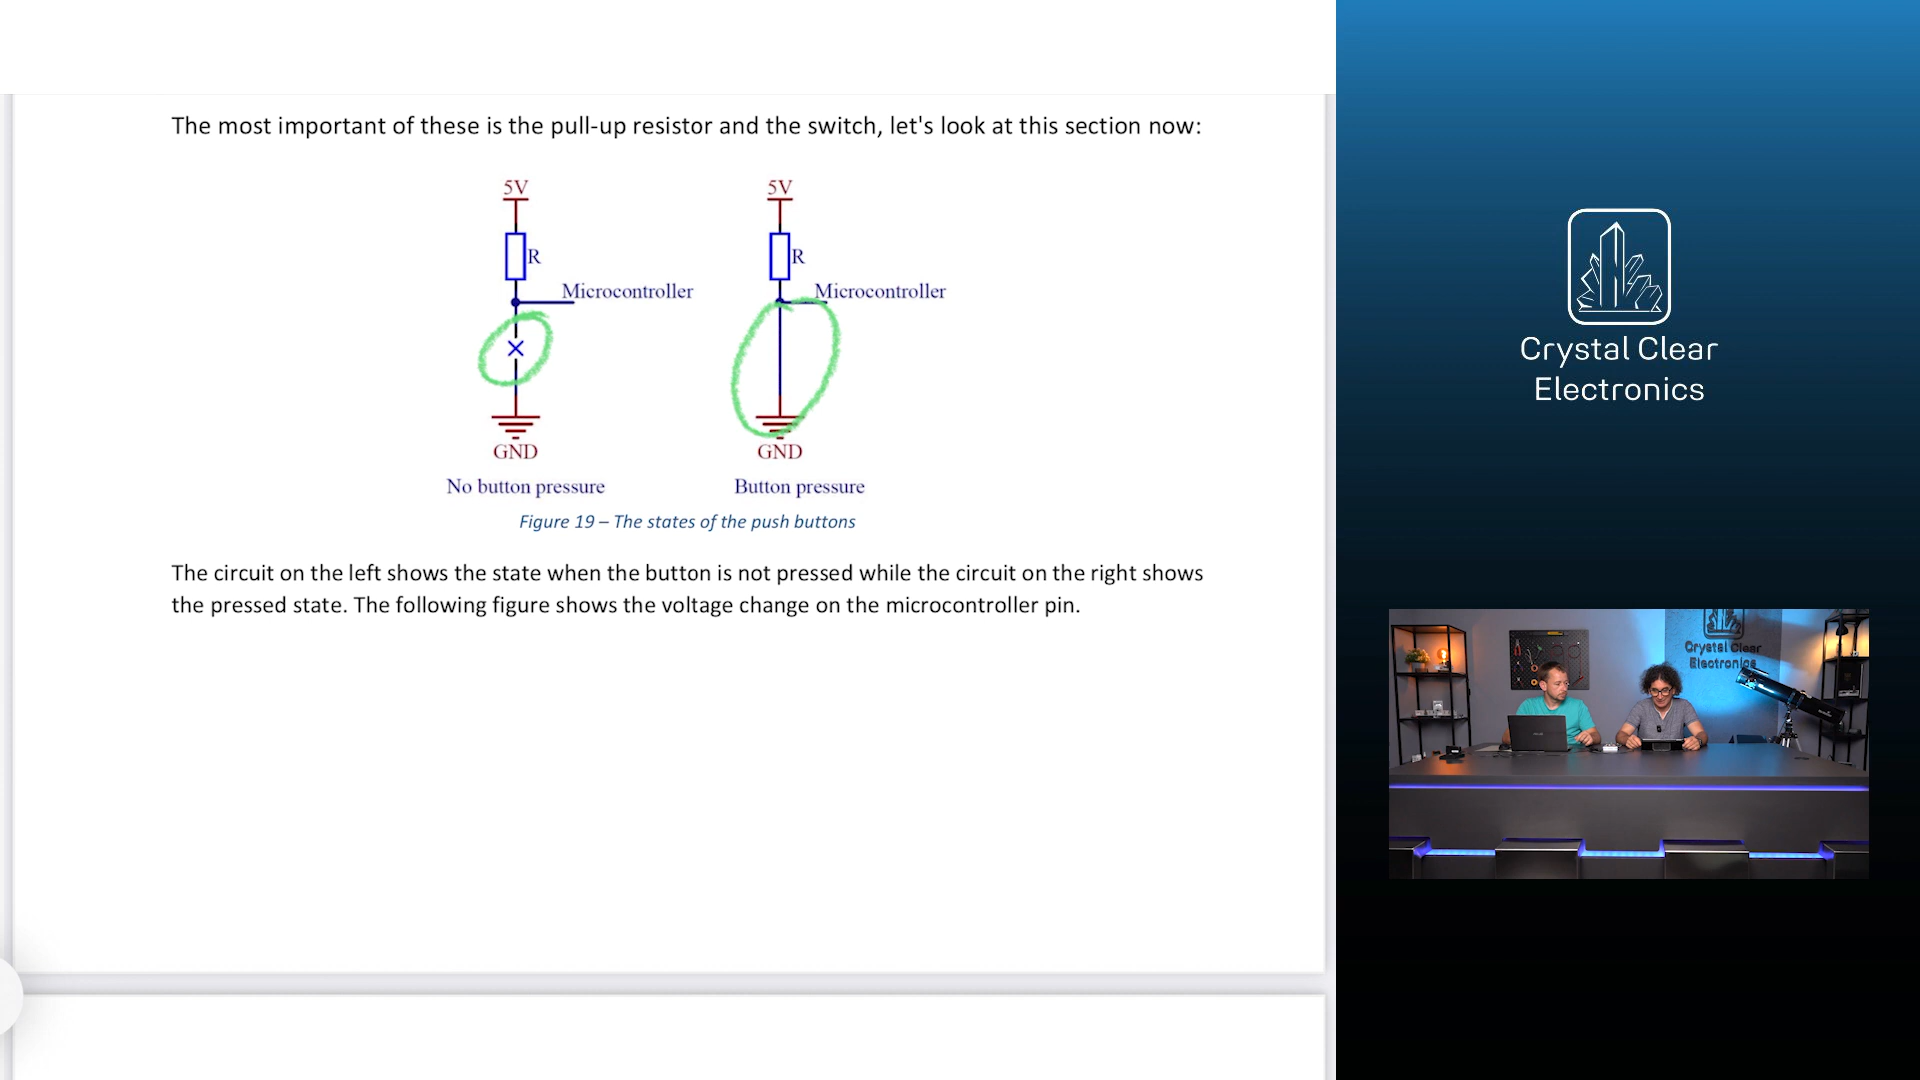 The most important of these is the pull-up resistor and the switch, let's look at this section now:
5V
5V
R
R
Microcontroller
Microcontroller
GND
GND
No button pressure
Button pressure
Figure 19 – The states of the push buttons
The circuit on the left shows the state when the button is not pressed while the circuit on the right shows
the pressed state. The following figure shows the voltage change on the microcontroller pin.
Crystal Clear
Electronics
Crystal Clear
Electronics